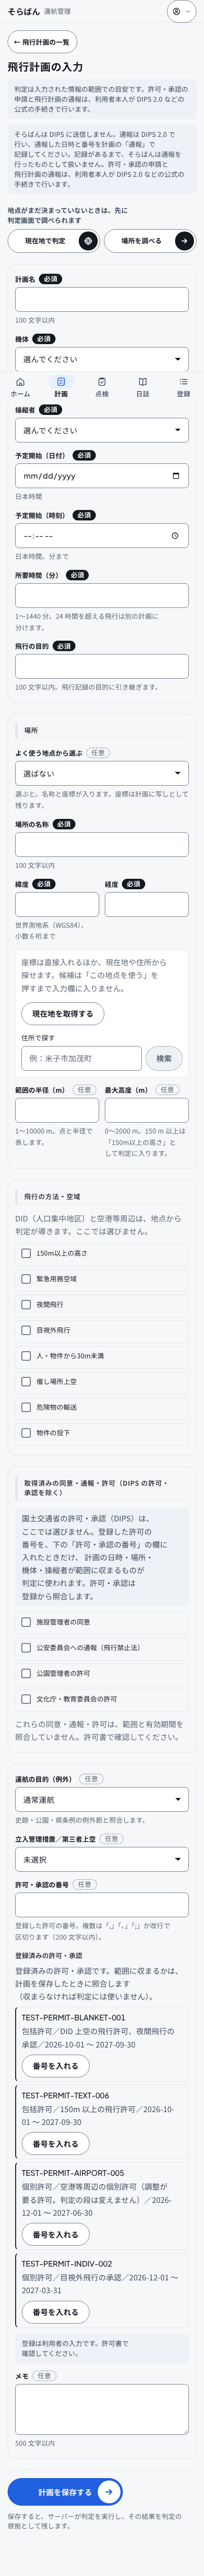 そらばん 運航管理
← 飛行計画の一覧
飛行計画の入力
判定は入力された情報の範囲での目安です。許可・承認の
申請と飛行計画の通報は、利用者本人が DIPS 2.0 などの
公式の手続きで行います。
そらばんは DIPS に送信しません。通報は DIPS 2.0 で
行い、通報した日時と番号を計画の「通報」で
記録してください。記録があるまで、そらばんは通報を
行ったものとして扱いません。許可・承認の申請と
飛行計画の通報は、利用者本人が DIPS 2.0 などの公式の
手続きで行います。
地点がまだ決まっていないときは、先に
判定画面で調べられます
現在地で判定
場所を調べる
計画名 必須
100 文字以内
機体 必須
選んでください
ホーム 計画 点検 日誌 登録
操縦者 必須
選んでください
予定開始（日付） 必須
mm/dd/yyyy
日本時間
予定開始（時刻） 必須
--:-- --
日本時間。分まで
所要時間（分） 必須
1〜1440 分。24 時間を超える飛行は別の計画に
分けます。
飛行の目的 必須
100 文字以内。飛行記録の目的に引き継ぎます。
場所
よく使う地点から選ぶ 任意
選ばない
選ぶと、名称と座標が入ります。座標は計画に写しとして
残ります。
場所の名称 必須
100 文字以内
緯度 必須 経度 必須
世界測地系（WGS84）、
小数 6 桁まで
座標は直接入れるほか、現在地や住所から
探せます。候補は「この地点を使う」を
押すまで入力欄に入りません。
現在地を取得する
住所で探す
例：米子市加茂町
検索
範囲の半径（m） 任意 最大高度（m） 任意
1〜10000 m。点と半径で
表します。
0〜2000 m。150 m 以上は
「150m以上の高さ」と
して判定に入ります。
飛行の方法・空域
DID（人口集中地区）と空港等周辺は、地点から
判定が導きます。ここでは選びません。
150m以上の高さ
緊急用務空域
夜間飛行
目視外飛行
人・物件から30m未満
催し場所上空
危険物の輸送
物件の投下
取得済みの同意・通報・許可（DIPS の許可・
承認を除く）
国土交通省の許可・承認（DIPS）は、
ここでは選びません。登録した許可の
番号を、下の「許可・承認の番号」の欄に
入れたときだけ、計画の日時・場所・
機体・操縦者が範囲に収まるものが
判定に使われます。許可・承認は
登録から照合します。
施設管理者の同意
公安委員会への通報（飛行禁止法）
公園管理者の許可
文化庁・教育委員会の許可
これらの同意・通報・許可は、範囲と有効期間を
照合していません。許可書で確認してください。
運航の目的（例外） 任意
通常運航
史跡・公園・県条例の例外節と照合します。
立入管理措置／第三者上空 任意
未選択
許可・承認の番号 任意
登録した許可の番号。複数は「,」「、」「;」か改行で
区切ります（200 文字以内）。
登録済みの許可・承認
登録済みの許可・承認です。範囲に収まるほか、
計画を保存したときに照合します
（収まらなければ判定には使いません）。
TEST-PERMIT-BLANKET-001
包括許可／DID 上空の飛行許可、夜間飛行の
承認／2026-10-01 〜 2027-09-30
番号を入れる
TEST-PERMIT-TEXT-006
包括許可／150m 以上の飛行許可／2026-10-
01 〜 2027-09-30
番号を入れる
TEST-PERMIT-AIRPORT-005
個別許可／空港等周辺の個別許可（調整が
要る許可。判定の段は変えません）／2026-
12-01 〜 2027-06-30
番号を入れる
TEST-PERMIT-INDIV-002
個別許可／目視外飛行の承認／2026-12-01 〜
2027-03-31
番号を入れる
登録は利用者の入力です。許可書で
確認してください。
メモ 任意
500 文字以内
計画を保存する
保存すると、サーバーが判定を実行し、その結果を判定の
根拠として残します。